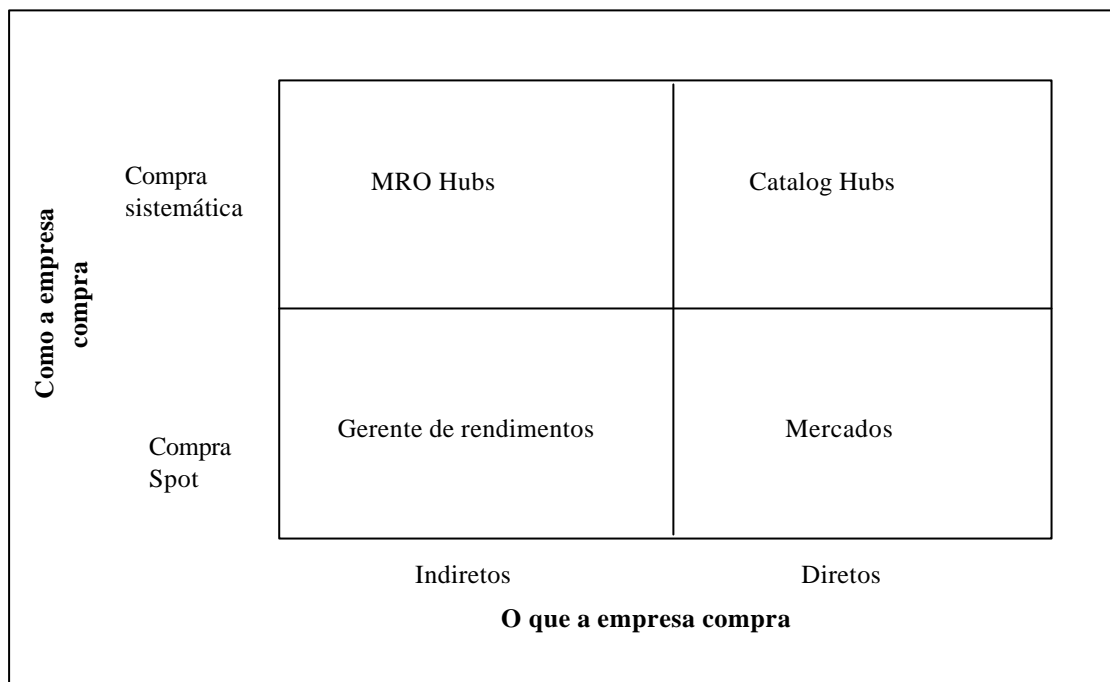 Compra
sistemática
MRO Hubs
Catalog Hubs
Como a empresa
compra
Gerente de rendimentos
Mercados
Compra
Spot
Indiretos
Diretos
O que a empresa compra